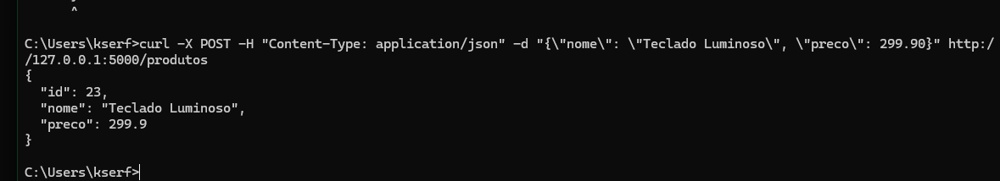 ^
C:\Users\kserf>curl -X POST -H "Content-Type: application/json" -d "{\"nome\": \"Teclado Luminoso\", \"preco\": 299.90}" http:/
/127.0.0.1:5000/produtos
{
  "id": 23,
  "nome": "Teclado Luminoso",
  "preco": 299.9
}
C:\Users\kserf>